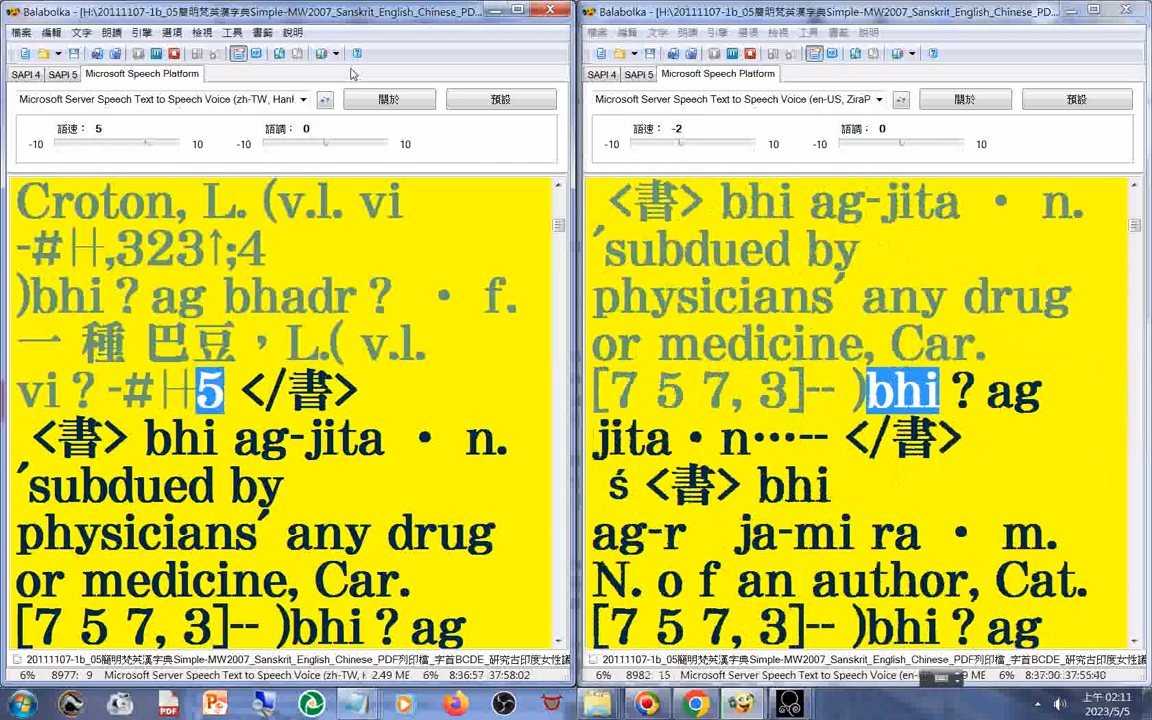 Balabolka - [H:\20111107-1b_05簡明梵英漢字典Simple-MW2007_Sanskrit_English_Chinese_PD...
檔案 編輯 文字 朗讀 引擎 選項 檢視 工具 書籤 說明
SAPI 4 SAPI 5 Microsoft Speech Platform
Microsoft Server Speech Text to Speech Voice (zh-TW, Hanl
關於 預設
語速： 5 語調： 0
-10 10 -10 10
Croton, L. (v.l. vi
-#├,323↑;4
)bhi？ag bhadr？ • f.
一 種 巴豆，L.( v.l.
vi？-#├5 </書>
<書> bhi ag-jita • n.
´subdued by
physicians´ any drug
or medicine, Car.
[7 5 7, 3]-- )bhi？ag
20111107-1b_05簡明梵英漢字典Simple-MW2007_Sanskrit_English_Chinese_PDF列印檔_字首BCDE_研究古印度女性議
6% 8977: 9 Microsoft Server Speech Text to Speech Voice (zh-TW, H 2.49 ME 6% 8:36:57/37:58:02
Balabolka - [H:\20111107-1b_05簡明梵英漢字典Simple-MW2007_Sanskrit_English_Chinese_PD...
檔案 編輯 文字 朗讀 引擎 選項 檢視 工具 書籤 說明
SAPI 4 SAPI 5 Microsoft Speech Platform
Microsoft Server Speech Text to Speech Voice (en-US, ZiraP
關於 預設
語速： -2 語調： 0
-10 10 -10 10
<書> bhi ag-jita • n.
´subdued by
physicians´ any drug
or medicine, Car.
[7 5 7, 3]-- )bhi？ag
jita • n…-- </書>
ś <書> bhi
ag-r ja-mi ra • m.
N. o f an author, Cat.
[7 5 7, 3]-- )bhi？ag
20111107-1b_05簡明梵英漢字典Simple-MW2007_Sanskrit_English_Chinese_PDF列印檔_字首BCDE_研究古印度女性議
6% 8982: 15 Microsoft Server Speech Text to Speech Voice (en- 9 ME 6% 8:37:00/37:55:40
上午 02:11
2023/5/5